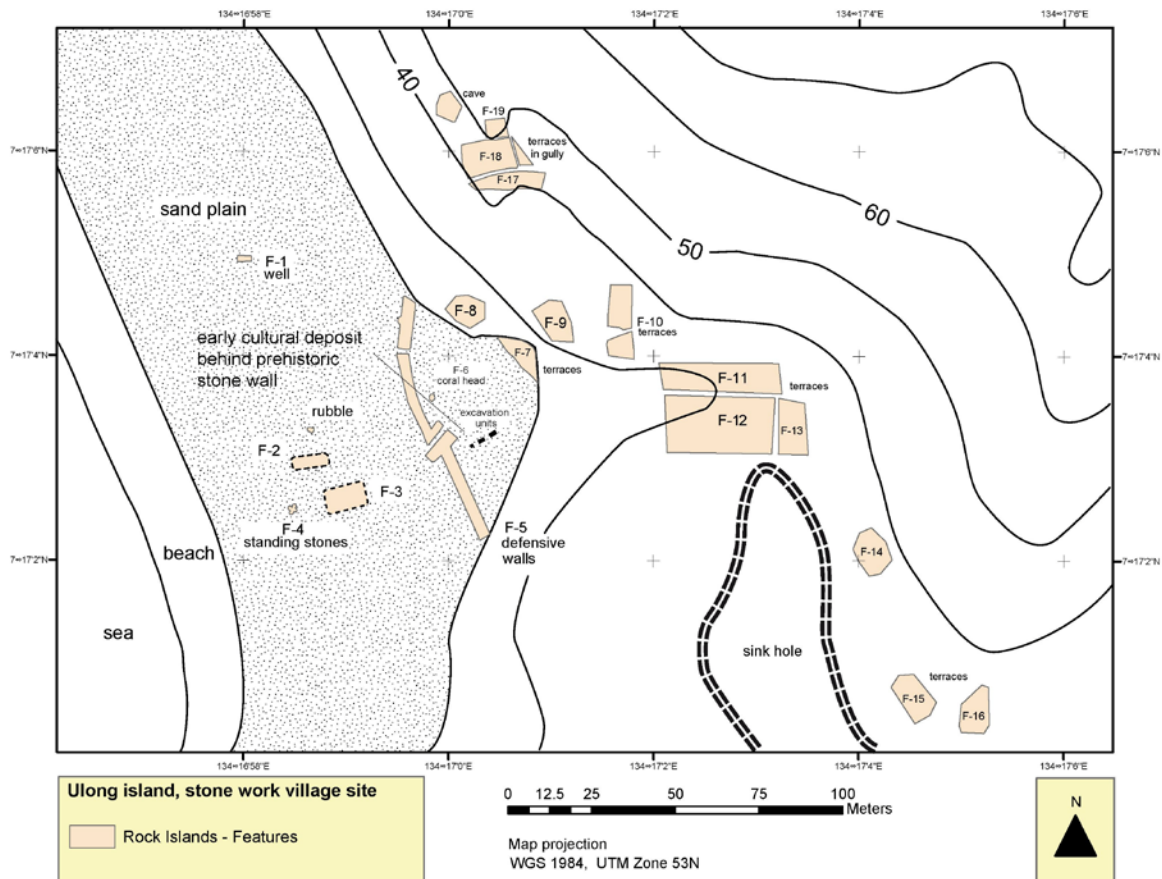 134=16'58" 134=17'0" 134=17'2" 134=17'4" 134=17'6"
40
cave
F-19
7=17'6"N
F-18
terraces
in gully
7=17'6"N
F-17
sand plain
60
50
F-1
well
F-8
F-9
F-10
terraces
early cultural deposit
behind prehistoric
stone wall
7=17'4"N
F-7
terraces
7=17'4"N
F-6
coral head
F-11
terraces
rubble
excavation
units
F-12
F-13
F-2
F-3
F-4
standing stones
F-5
defensive
walls
beach
F-14
7=17'2"N
7=17'2"N
sea
sink hole
terraces
F-15
F-16
134=16'58" 134=17'0" 134=17'2" 134=17'4" 134=17'6"
Ulong island, stone work village site
Rock Islands - Features
0 12.5 25 50 75 100
Meters
Map projection
WGS 1984, UTM Zone 53N
N